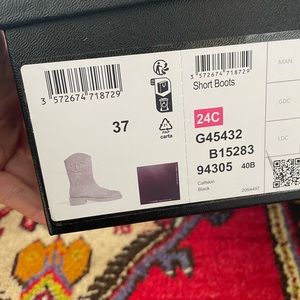 3 572674 718729
3 572674 718729
Short Boots
37
24C
carta
G45432
B15283
94305 40B
Calfskin
Black
2059497
MAN
GDC
LDC